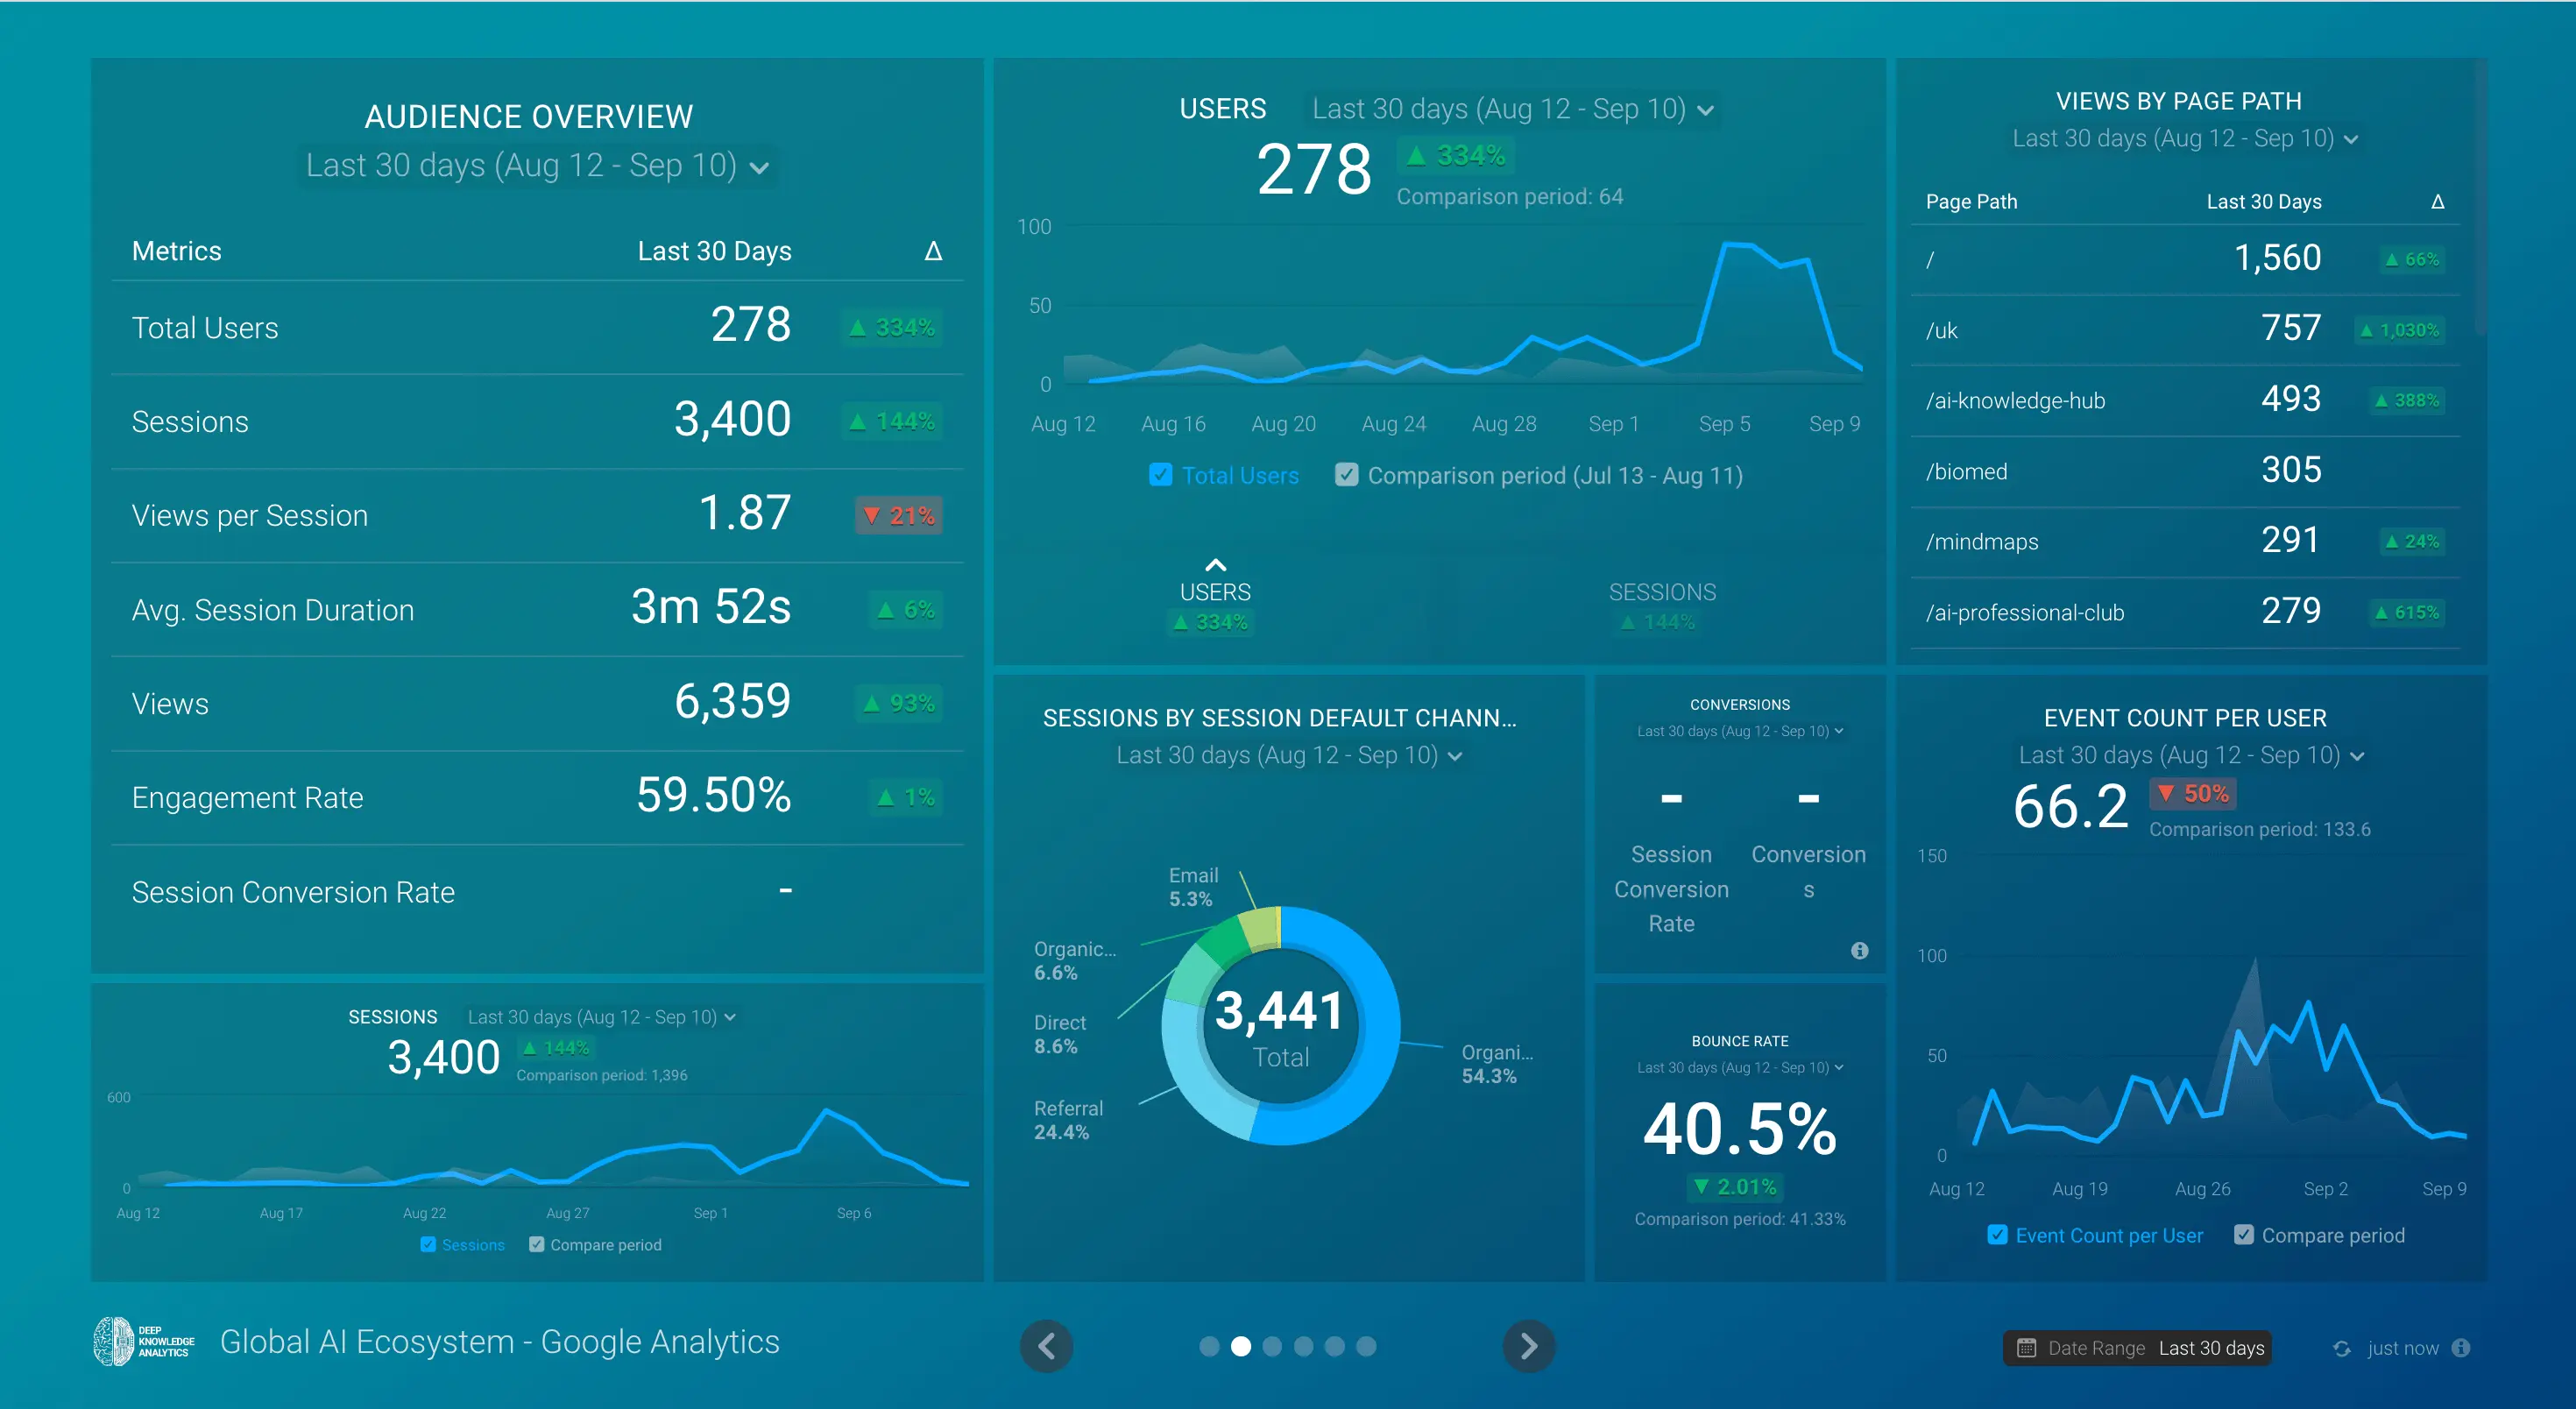 AUDIENCE OVERVIEW
Last 30 days (Aug 12 - Sep 10)
Metrics Last 30 Days Δ
Total Users 278 ▲ 334%
Sessions 3,400 ▲ 144%
Views per Session 1.87 ▼ 21%
Avg. Session Duration 3m 52s ▲ 6%
Views 6,359 ▲ 93%
Engagement Rate 59.50% ▲ 1%
Session Conversion Rate -
USERS Last 30 days (Aug 12 - Sep 10)
278 ▲ 334%
Comparison period: 64
100
50
0
Aug 12 Aug 16 Aug 20 Aug 24 Aug 28 Sep 1 Sep 5 Sep 9
Total Users Comparison period (Jul 13 - Aug 11)
USERS SESSIONS
▲ 334% ▲ 144%
VIEWS BY PAGE PATH
Last 30 days (Aug 12 - Sep 10)
Page Path Last 30 Days Δ
/ 1,560 ▲ 66%
/uk 757 ▲ 1,030%
/ai-knowledge-hub 493 ▲ 388%
/biomed 305
/mindmaps 291 ▲ 24%
/ai-professional-club 279 ▲ 615%
SESSIONS Last 30 days (Aug 12 - Sep 10)
3,400 ▲ 144%
Comparison period: 1,396
600
0
Aug 12 Aug 17 Aug 22 Aug 27 Sep 1 Sep 6
Sessions Compare period
SESSIONS BY SESSION DEFAULT CHANN...
Last 30 days (Aug 12 - Sep 10)
Email
5.3%
Organic...
6.6%
Direct
8.6%
Referral
24.4%
3,441
Total
Organi...
54.3%
CONVERSIONS
Last 30 days (Aug 12 - Sep 10)
- -
Session Conversion
Conversion s
Rate
BOUNCE RATE
Last 30 days (Aug 12 - Sep 10)
40.5%
▼ 2.01%
Comparison period: 41.33%
EVENT COUNT PER USER
Last 30 days (Aug 12 - Sep 10)
66.2 ▼ 50%
Comparison period: 133.6
150
100
50
0
Aug 12 Aug 19 Aug 26 Sep 2 Sep 9
Event Count per User Compare period
DEEP
KNOWLEDGE
ANALYTICS
Global AI Ecosystem - Google Analytics
Date Range Last 30 days
just now